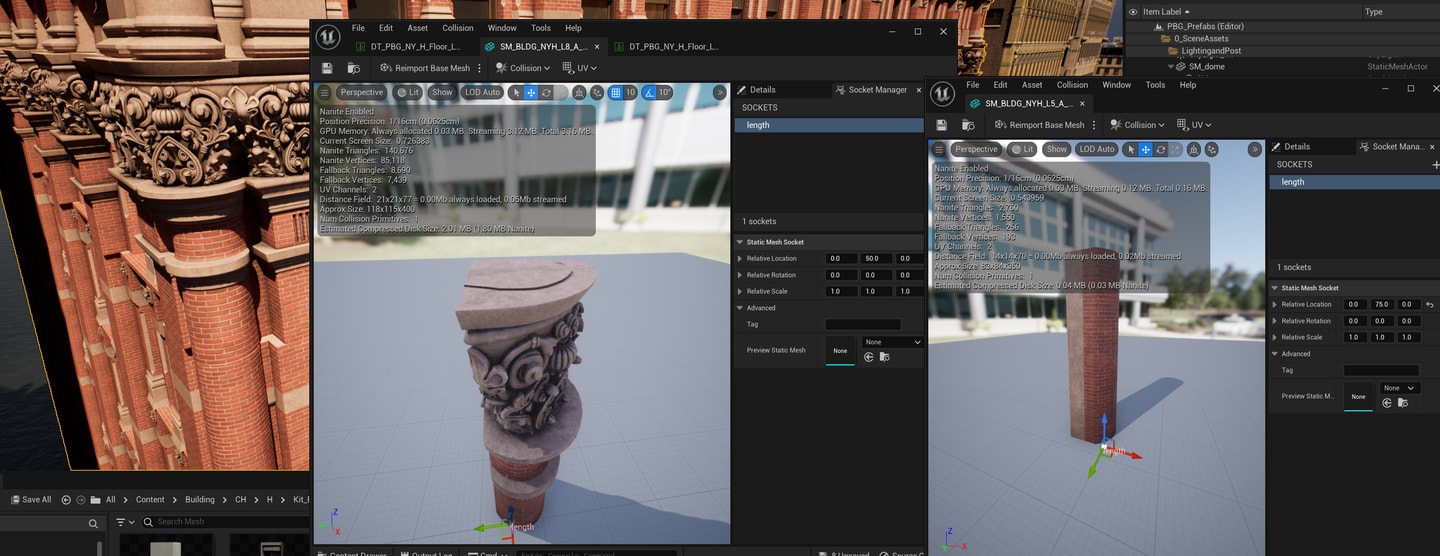 File Edit Asset Collision Window Tools Help
DT_PBG_NY_H_Floor_L... SM_BLDG_NYH_L8_A_... × DT_PBG_NY_H_Floor_L...
Reimport Base Mesh Collision UV
Perspective Lit Show LOD Auto 10 10°
Nanite Enabled
Position Precision: 1/16cm (0.0625cm)
GPU Memory: Always allocated 0.03 MB. Streaming 3.12 MB. Total 3.16 MB.
Current Screen Size: 0.726383
Nanite Triangles: 140,676
Nanite Vertices: 85,118
Fallback Triangles: 8,690
Fallback Vertices: 7,439
UV Channels: 2
Distance Field: 21x21x77 = 0.00Mb always loaded, 0.05Mb streamed
Approx Size: 118x115x400
Num Collision Primitives: 1
Estimated Compressed Disk Size: 2.01 MB (1.80 MB Nanite)
length
Z
X
Details Socket Manager ×
SOCKETS
length
1 sockets
Static Mesh Socket
Relative Location 0.0 50.0 0.0
Relative Rotation 0.0 0.0 0.0
Relative Scale 1.0 1.0 1.0
Advanced
Tag
Preview Static Mesh None None
Item Label Type
PBG_Prefabs (Editor)
0_SceneAssets
LightingandPost
SM_dome StaticMeshActor
File Edit Asset Collision Window Tools Help
SM_BLDG_NYH_L5_A_... ×
Reimport Base Mesh Collision UV
Perspective Lit Show LOD Auto
Nanite Enabled
Position Precision: 1/16cm (0.0625cm)
GPU Memory: Always allocated 0.03 MB. Streaming 0.12 MB. Total 0.16 MB.
Current Screen Size: 0.543959
Nanite Triangles: 2,760
Nanite Vertices: 1,550
Fallback Triangles: 256
Fallback Vertices: 193
UV Channels: 2
Distance Field: 14x14x70 = 0.00Mb always loaded, 0.02Mb streamed
Approx Size: 83x84x350
Num Collision Primitives: 1
Estimated Compressed Disk Size: 0.04 MB (0.03 MB Nanite)
length
Z
X
Details Socket Mana... ×
SOCKETS
length
1 sockets
Static Mesh Socket
Relative Location 0.0 75.0 0.0
Relative Rotation 0.0 0.0 0.0
Relative Scale 1.0 1.0 1.0
Advanced
Tag
Preview Static M... None None
Save All All Content Building CH H
Search Mesh
Content Drawer Output Log Cmd Enter Console Command 8 Unsaved